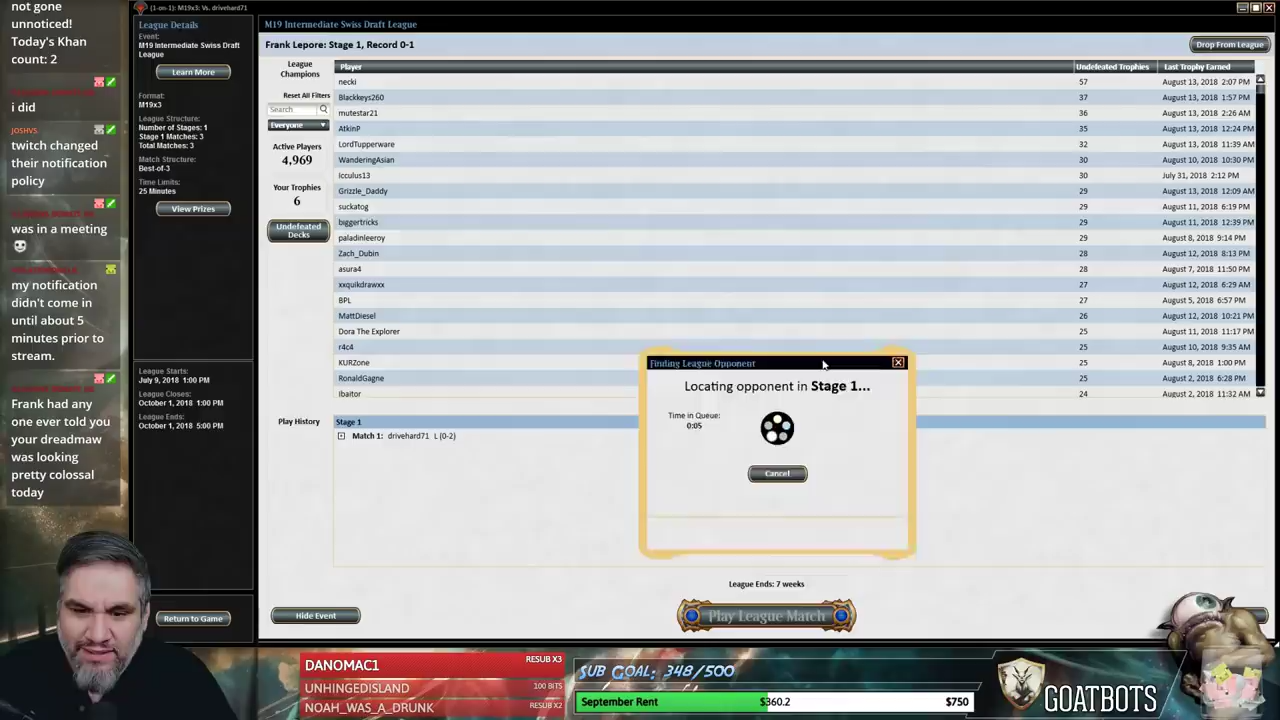 not gone
unnoticed!
Today's Khan
count: 2
i did
JOSHVS
twitch changed
their notification
policy
was in a meeting
my notification
didn't come in
until about 5
minutes prior to
stream.
Frank had any
one ever told you
your dreadmaw
was looking
pretty colossal
today
(1-on-1): M19x3: Vs. drivehard71
League Details
Event:
M19 Intermediate Swiss Draft
League
Learn More
Format:
M19x3
League Structure:
Number of Stages: 1
Stage 1 Matches: 3
Total Matches: 3
Match Structure:
Best-of-3
Time Limits:
25 Minutes
View Prizes
League Starts:
July 9, 2018 1:00 PM
League Closes:
October 1, 2018 1:00 PM
League Ends:
October 1, 2018 5:00 PM
Return to Game
M19 Intermediate Swiss Draft League
Frank Lepore: Stage 1, Record 0-1
Drop From League
League
Champions
Reset All Filters
Search
Everyone
Active Players
4,969
Your Trophies
6
Undefeated
Decks
Player Undefeated Trophies Last Trophy Earned
necki 57 August 13, 2018 2:07 PM
Blackkeys260 37 August 13, 2018 1:57 PM
mutestar21 36 August 13, 2018 2:26 AM
AtkinP 35 August 13, 2018 12:24 PM
LordTupperware 32 August 13, 2018 11:39 AM
WanderingAsian 30 August 10, 2018 10:30 PM
Icculus13 30 July 31, 2018 2:12 PM
Grizzle_Daddy 29 August 13, 2018 12:09 AM
suckatog 29 August 11, 2018 6:19 PM
biggertricks 29 August 11, 2018 12:39 PM
paladinleeroy 29 August 8, 2018 9:14 PM
Zach_Dubin 28 August 12, 2018 8:13 PM
asura4 28 August 7, 2018 11:50 PM
xxquikdrawxx 27 August 12, 2018 6:29 AM
BPL 27 August 5, 2018 6:57 PM
MattDiesel 26 August 12, 2018 10:21 PM
Dora The Explorer 25 August 11, 2018 11:17 PM
r4c4 25 August 10, 2018 9:35 AM
KURZone 25 August 8, 2018 1:00 PM
RonaldGagne 25 August 2, 2018 6:28 PM
lbaitor 24 August 2, 2018 11:32 AM
Finding League Opponent
Locating opponent in Stage 1...
Time in Queue:
0:05
Cancel
Play History
Stage 1
Match 1: drivehard71 L (0-2)
League Ends: 7 weeks
Hide Event
Play League Match
DANOMAC1 RESUB X3
UNHINGEDISLAND 100 BITS
NOAH_WAS_A_DRUNK RESUB X2
SUB GOAL: 348/500
September Rent $360.2 $750
GOATBOTS